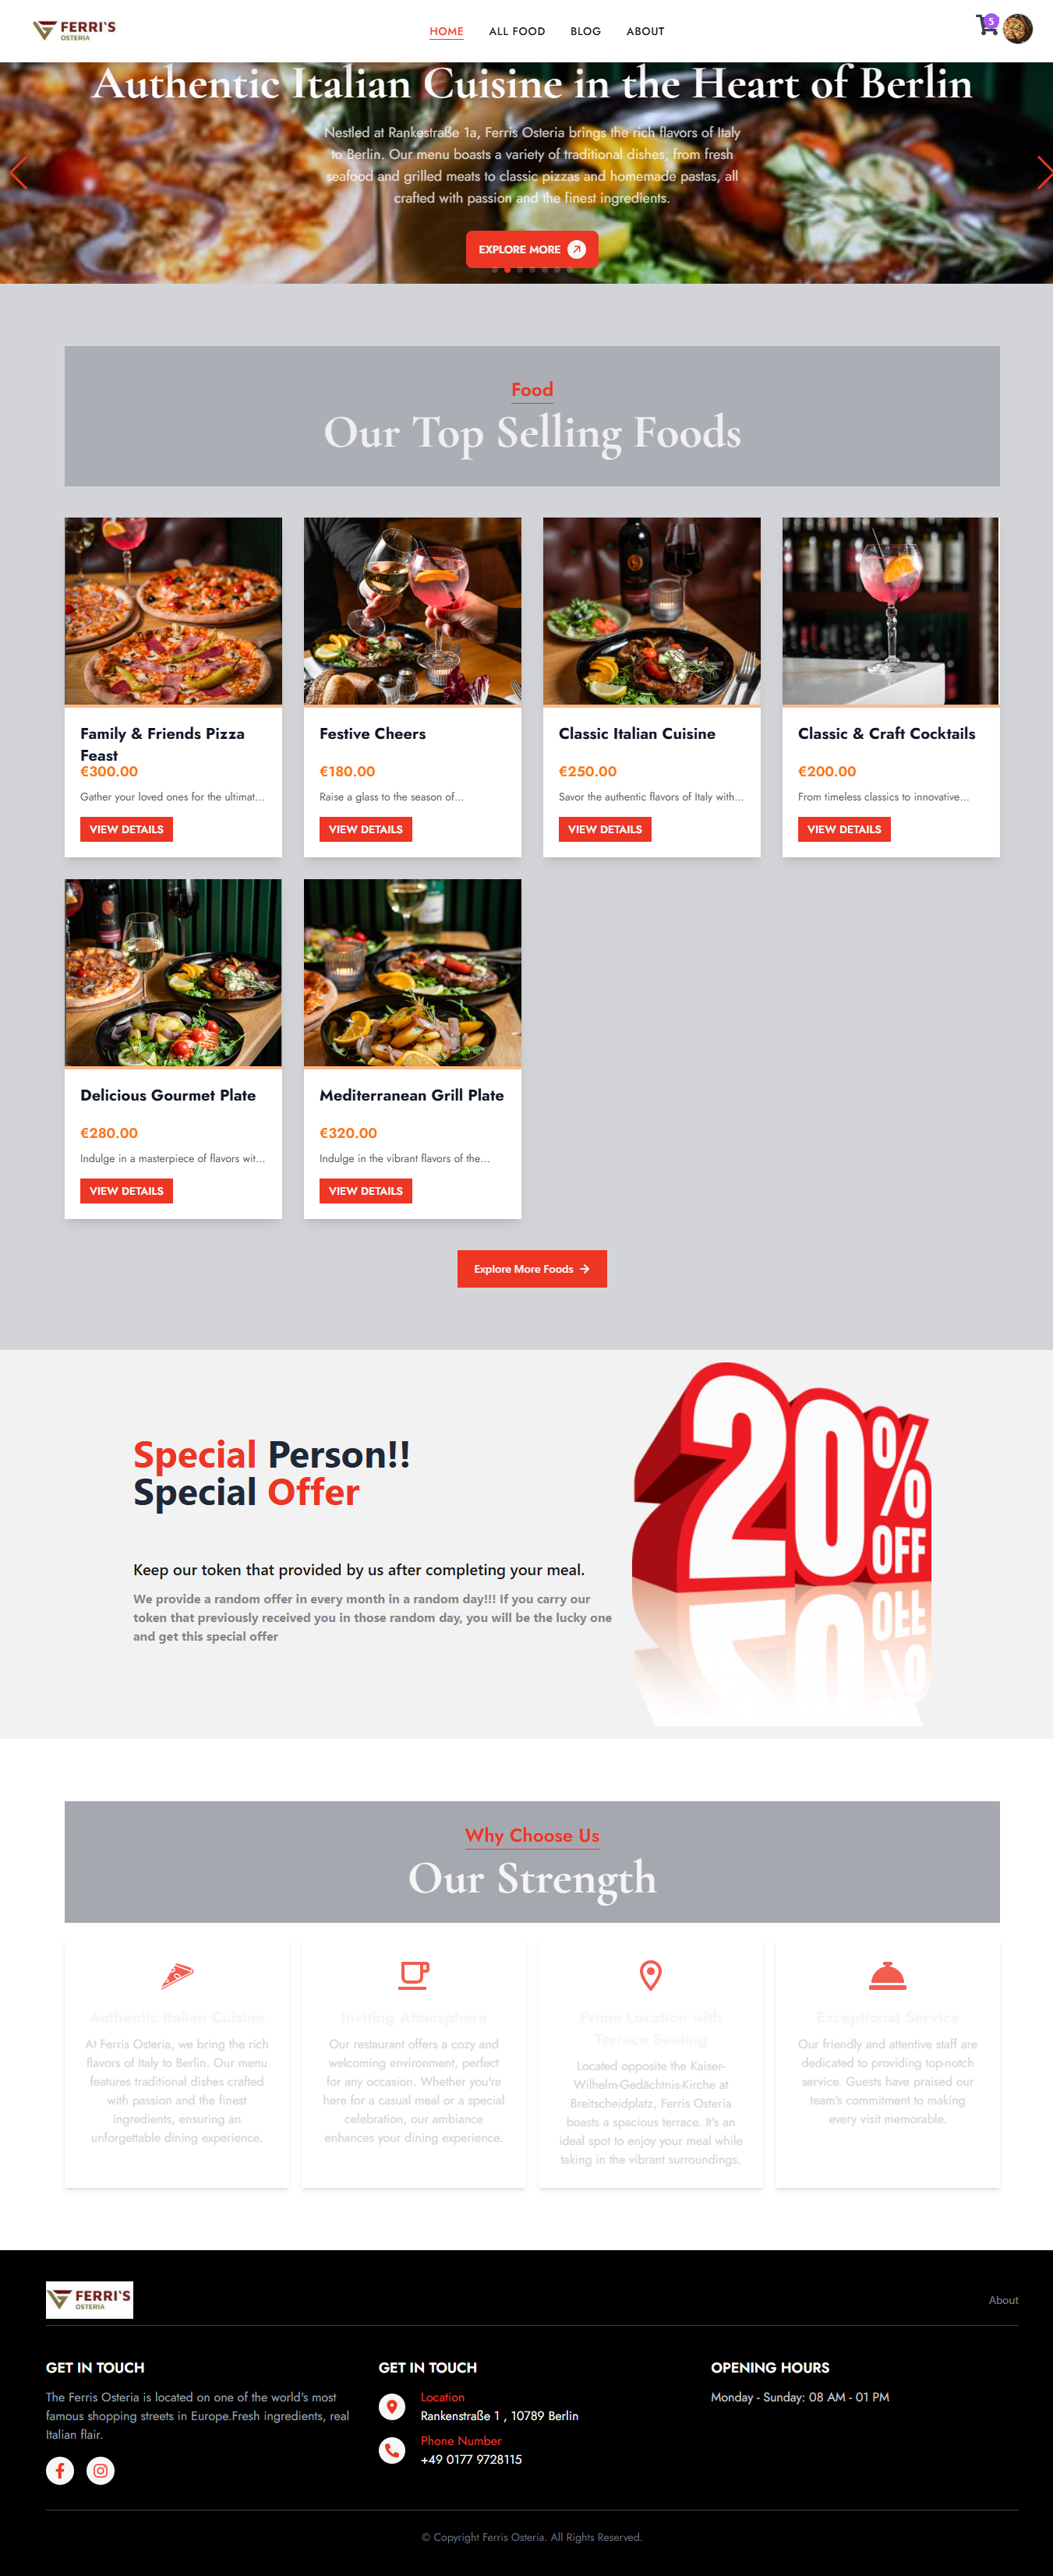 FERRI'S
OSTERIA
HOME
ALL FOOD
BLOG
ABOUT
5
Authentic Italian Cuisine in the Heart of Berlin
Nestled at Rankestraße 1a, Ferris Osteria brings the rich flavors of Italy
to Berlin. Our menu boasts a variety of traditional dishes, from fresh
seafood and grilled meats to classic pizzas and homemade pastas, all
crafted with passion and the finest ingredients.
EXPLORE MORE
Food
Our Top Selling Foods
Family & Friends Pizza
Feast
€300.00
Gather your loved ones for the ultimat...
VIEW DETAILS
Festive Cheers
€180.00
Raise a glass to the season of...
VIEW DETAILS
Classic Italian Cuisine
€250.00
Savor the authentic flavors of Italy with...
VIEW DETAILS
Classic & Craft Cocktails
€200.00
From timeless classics to innovative...
VIEW DETAILS
Delicious Gourmet Plate
€280.00
Indulge in a masterpiece of flavors wit...
VIEW DETAILS
Mediterranean Grill Plate
€320.00
Indulge in the vibrant flavors of the...
VIEW DETAILS
Explore More Foods
Special Person!!
Special Offer
Keep our token that provided by us after completing your meal.
We provide a random offer in every month in a random day!!! If you carry our
token that previously received you in those random day, you will be the lucky one
and get this special offer
20%
OFF
Why Choose Us
Our Strength
Authentic Italian Cuisine
At Ferris Osteria, we bring the rich
flavors of Italy to Berlin. Our menu
features traditional dishes crafted
with passion and the finest
ingredients, ensuring an
unforgettable dining experience.
Inviting Atmosphere
Our restaurant offers a cozy and
welcoming environment, perfect
for any occasion. Whether you're
here for a casual meal or a special
celebration, our ambiance
enhances your dining experience.
Prime Location with
Terrace Seating
Located opposite the Kaiser-
Wilhelm-Gedächtnis-Kirche at
Breitscheidplatz, Ferris Osteria
boasts a spacious terrace. It's an
ideal spot to enjoy your meal while
taking in the vibrant surroundings.
Exceptional Service
Our friendly and attentive staff are
dedicated to providing top-notch
service. Guests have praised our
team's commitment to making
every visit memorable.
FERRI'S
OSTERIA
About
GET IN TOUCH
The Ferris Osteria is located on one of the world's most
famous shopping streets in Europe.Fresh ingredients, real
Italian flair.
GET IN TOUCH
Location
Rankenstraße 1 , 10789 Berlin
Phone Number
+49 0177 9728115
OPENING HOURS
Monday - Sunday: 08 AM - 01 PM
© Copyright Ferris Osteria. All Rights Reserved.